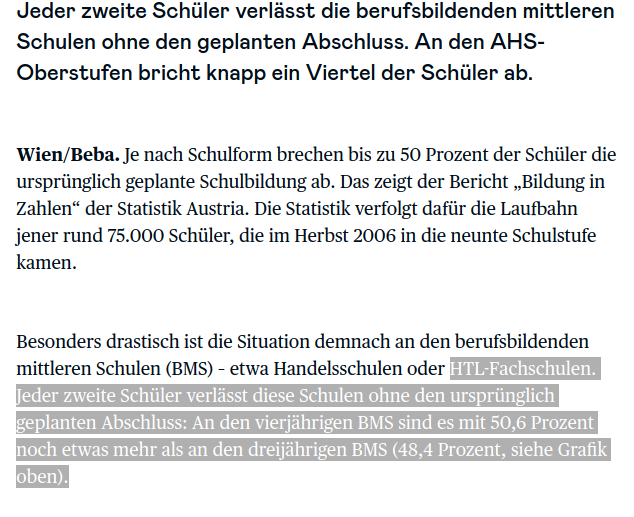 Jeder zweite Schüler verlässt die berufsbildenden mittleren
Schulen ohne den geplanten Abschluss. An den AHS-
Oberstufen bricht knapp ein Viertel der Schüler ab.
Wien/Beba. Je nach Schulform brechen bis zu 50 Prozent der Schüler die
ursprünglich geplante Schulbildung ab. Das zeigt der Bericht „Bildung in
Zahlen“ der Statistik Austria. Die Statistik verfolgt dafür die Laufbahn
jener rund 75.000 Schüler, die im Herbst 2006 in die neunte Schulstufe
kamen.
Besonders drastisch ist die Situation demnach an den berufsbildenden
mittleren Schulen (BMS) – etwa Handelsschulen oder HTL-Fachschulen.
Jeder zweite Schüler verlässt diese Schulen ohne den ursprünglich
geplanten Abschluss: An den vierjährigen BMS sind es mit 50,6 Prozent
noch etwas mehr als an den dreijährigen BMS (48,4 Prozent, siehe Grafik
oben).